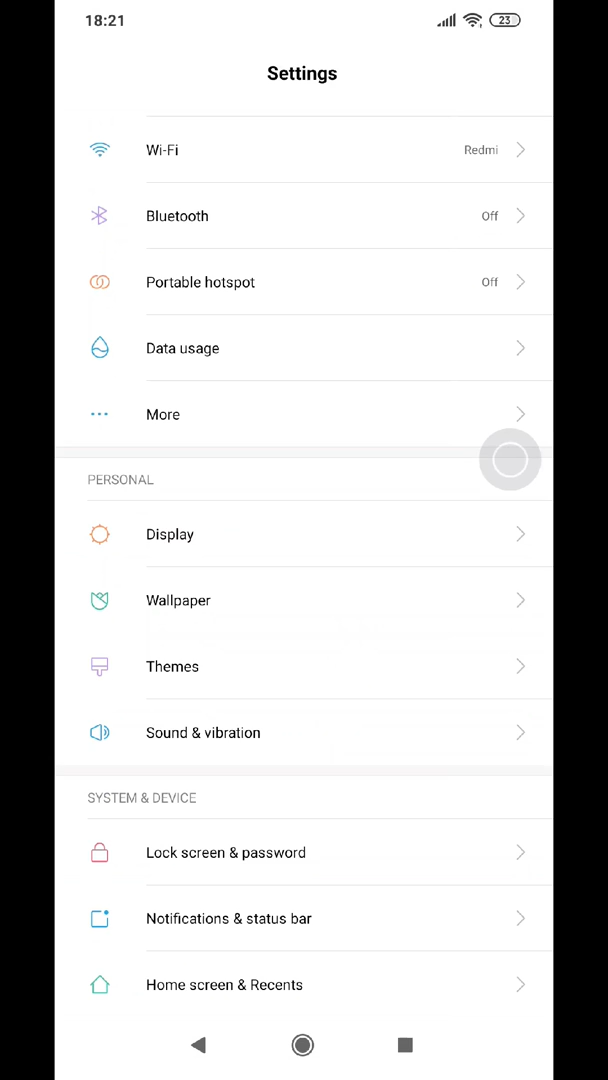 18:21 23
Settings
Wi-Fi Redmi
Bluetooth Off
Portable hotspot Off
Data usage
More
PERSONAL
Display
Wallpaper
Themes
Sound & vibration
SYSTEM & DEVICE
Lock screen & password
Notifications & status bar
Home screen & Recents